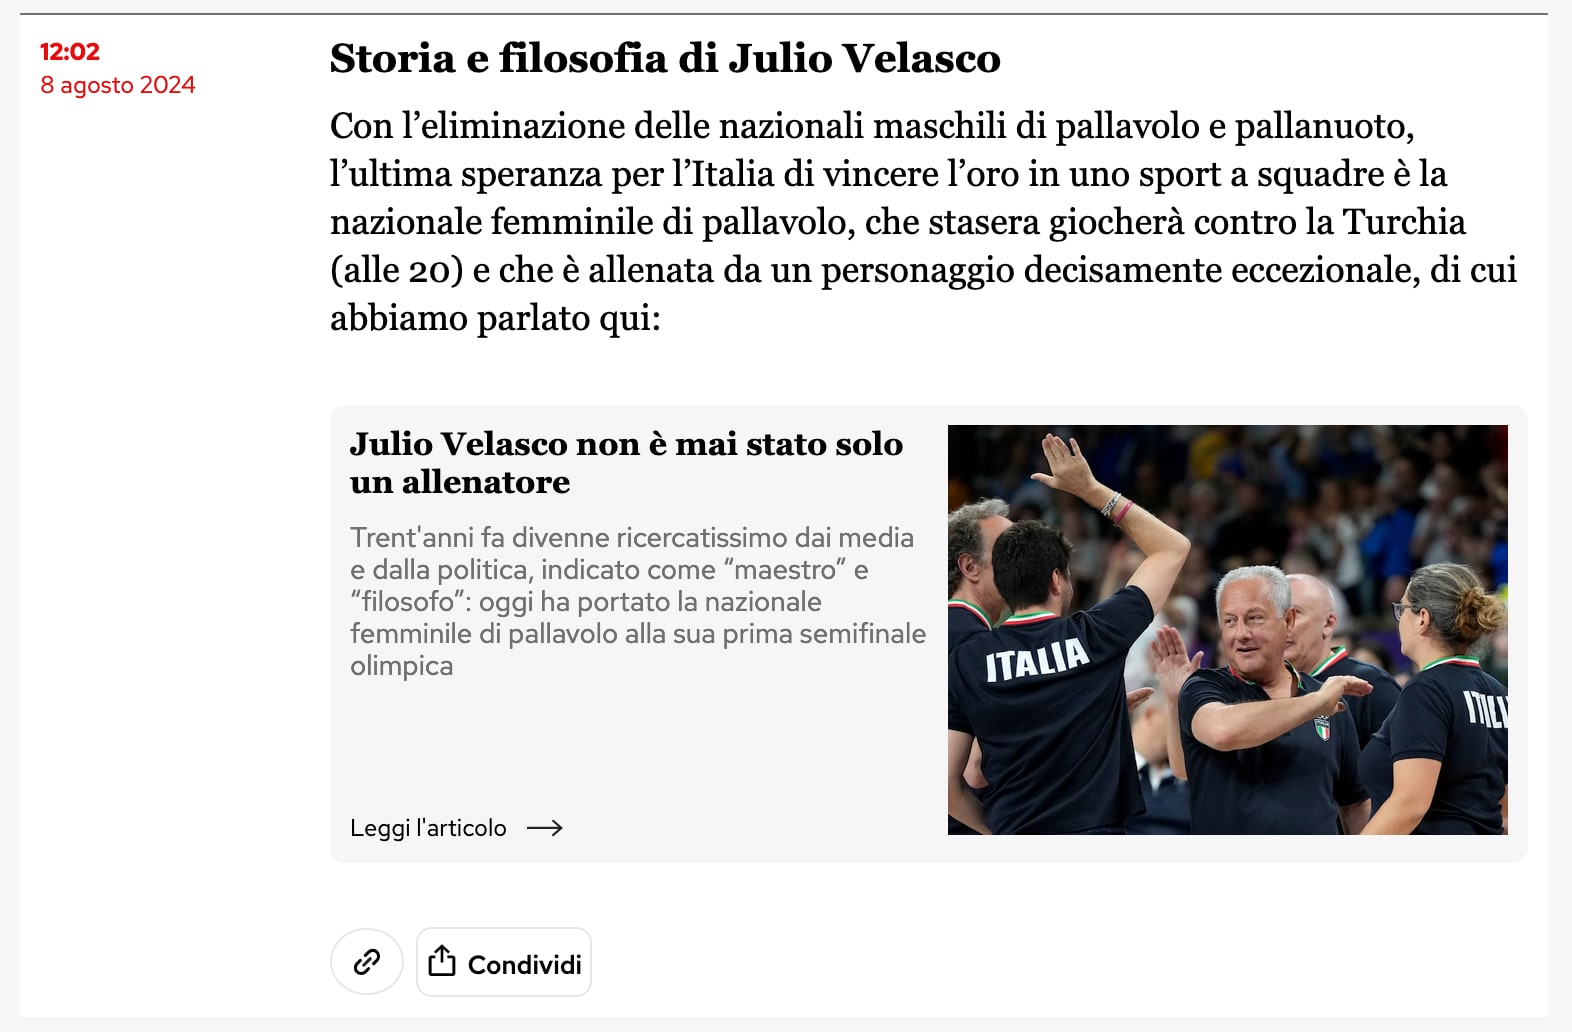 12:02
8 agosto 2024
Storia e filosofia di Julio Velasco
Con l’eliminazione delle nazionali maschili di pallavolo e pallanuoto,
l’ultima speranza per l’Italia di vincere l’oro in uno sport a squadre è la
nazionale femminile di pallavolo, che stasera giocherà contro la Turchia
(alle 20) e che è allenata da un personaggio decisamente eccezionale, di cui
abbiamo parlato qui:
Julio Velasco non è mai stato solo
un allenatore
Trent'anni fa divenne ricercatissimo dai media
e dalla politica, indicato come “maestro” e
“filosofo”: oggi ha portato la nazionale
femminile di pallavolo alla sua prima semifinale
olimpica
Leggi l'articolo
ITALIA
Condividi